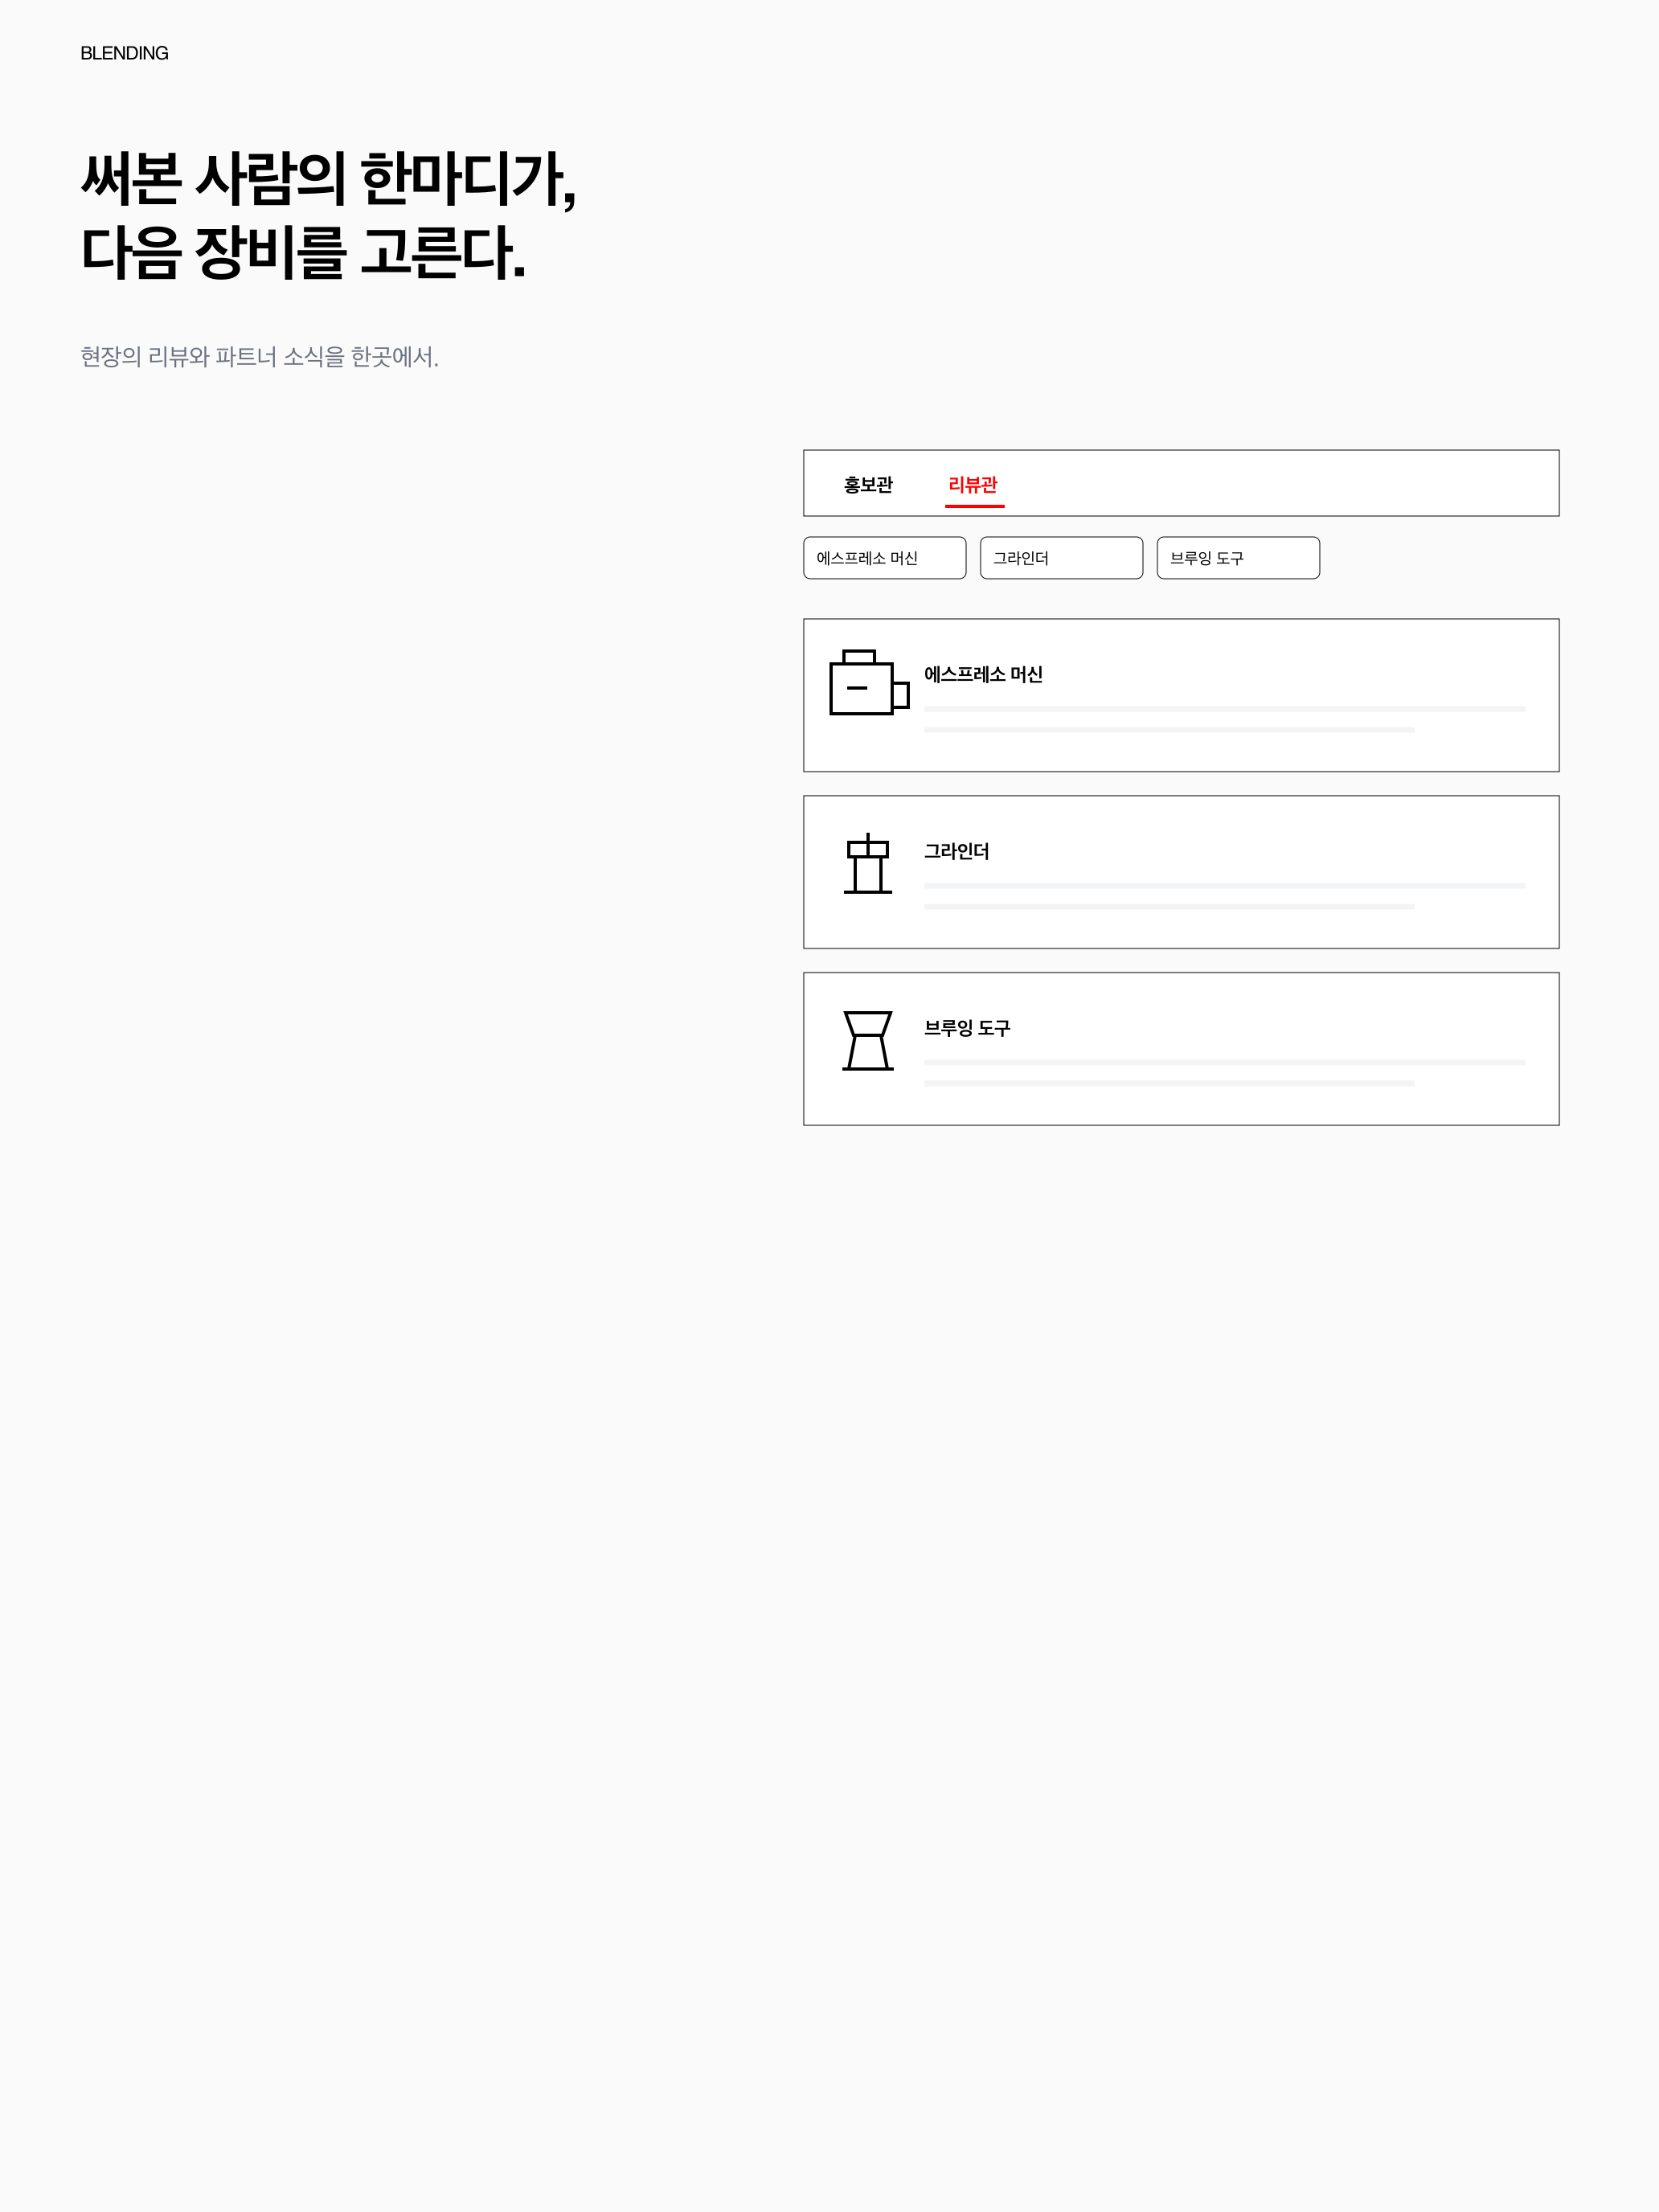 BLENDING
써본 사람의 한마디가,
다음 장비를 고른다.
현장의 리뷰와 파트너 소식을 한곳에서.
홍보관 리뷰관
에스프레소 머신 그라인더 브루잉 도구
에스프레소 머신
그라인더
브루잉 도구